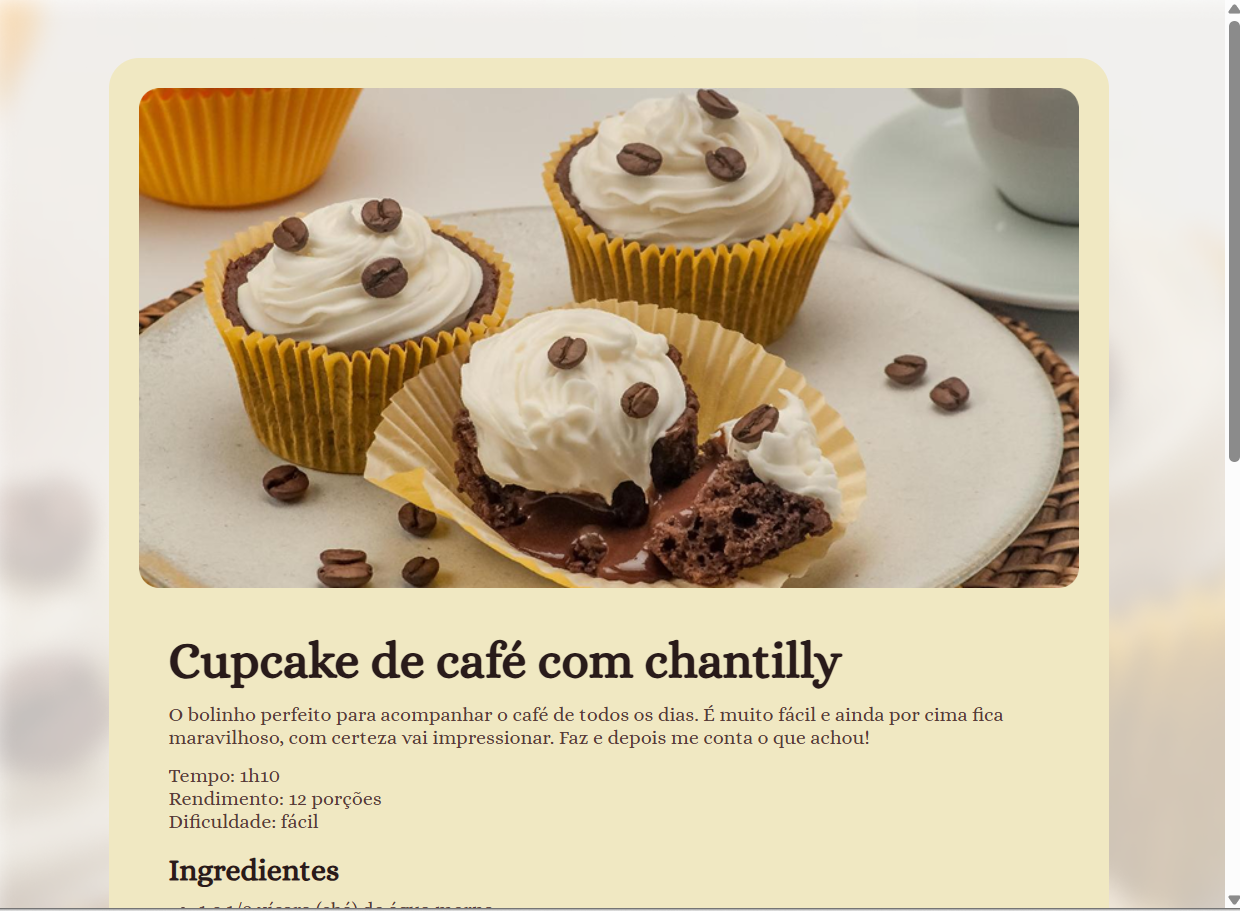 Cupcake de café com chantilly
O bolinho perfeito para acompanhar o café de todos os dias. É muito fácil e ainda por cima fica
maravilhoso, com certeza vai impressionar. Faz e depois me conta o que achou!
Tempo: 1h10
Rendimento: 12 porções
Dificuldade: fácil
Ingredientes